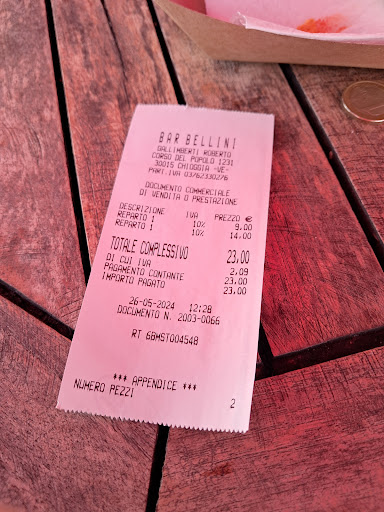 BAR BELLINI
DALLIMBERTI ROBERTO
CORSO DEL POPOLO 1231
30015 CHIOGGIA -VE-
PART.IVA 03762330276
DOCUMENTO COMMERCIALE
DI VENDITA O PRESTAZIONE
DESCRIZIONE IVA PREZZO €
REPARTO 1 10% 9,00
REPARTO 1 10% 14,00
TOTALE COMPLESSIVO 23,00
DI CUI IVA 2,09
PAGAMENTO CONTANTE 23,00
IMPORTO PAGATO 23,00
26-05-2024 12:28
DOCUMENTO N. 2003-0066
RT 6BMST004548
*** APPENDICE ***
NUMERO PEZZI 2